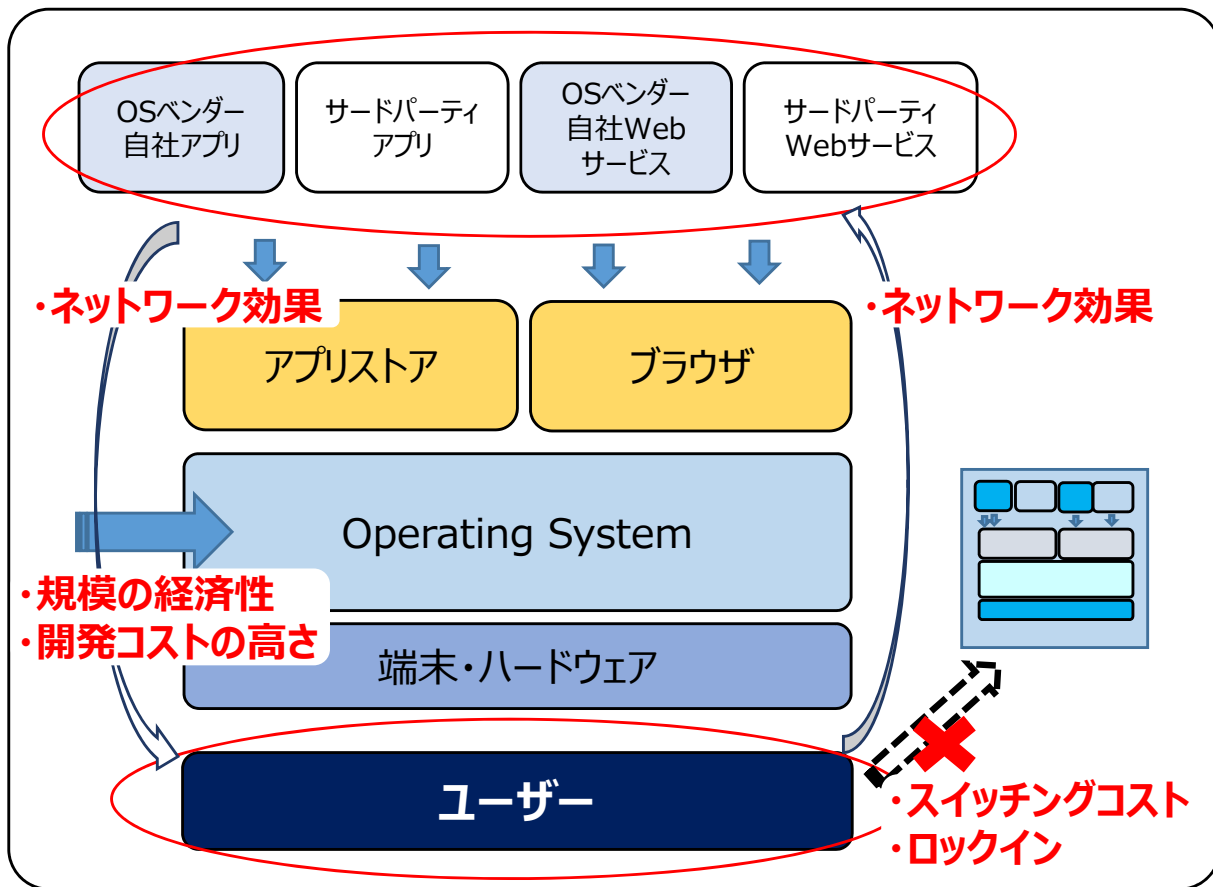 OSベンダー
自社アプリ
サードパーティ
アプリ
OSベンダー
自社Web
サービス
サードパーティ
Webサービス
・ネットワーク効果
・ネットワーク効果
アプリストア
ブラウザ
Operating System
・規模の経済性
・開発コストの高さ
端末・ハードウェア
ユーザー
・スイッチングコスト
・ロックイン